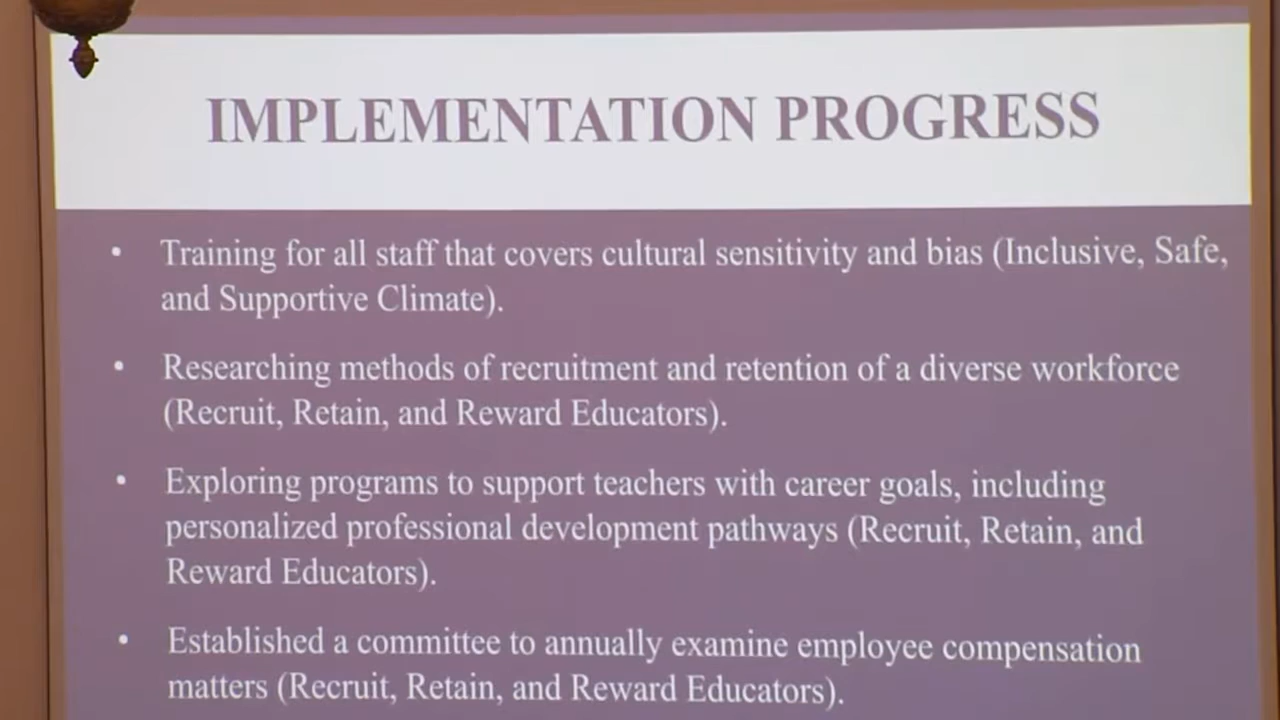 IMPLEMENTATION PROGRESS
• Training for all staff that covers cultural sensitivity and bias (Inclusive, Safe,
and Supportive Climate).
• Researching methods of recruitment and retention of a diverse workforce
(Recruit, Retain, and Reward Educators).
• Exploring programs to support teachers with career goals, including
personalized professional development pathways (Recruit, Retain, and
Reward Educators).
• Established a committee to annually examine employee compensation
matters (Recruit, Retain, and Reward Educators).